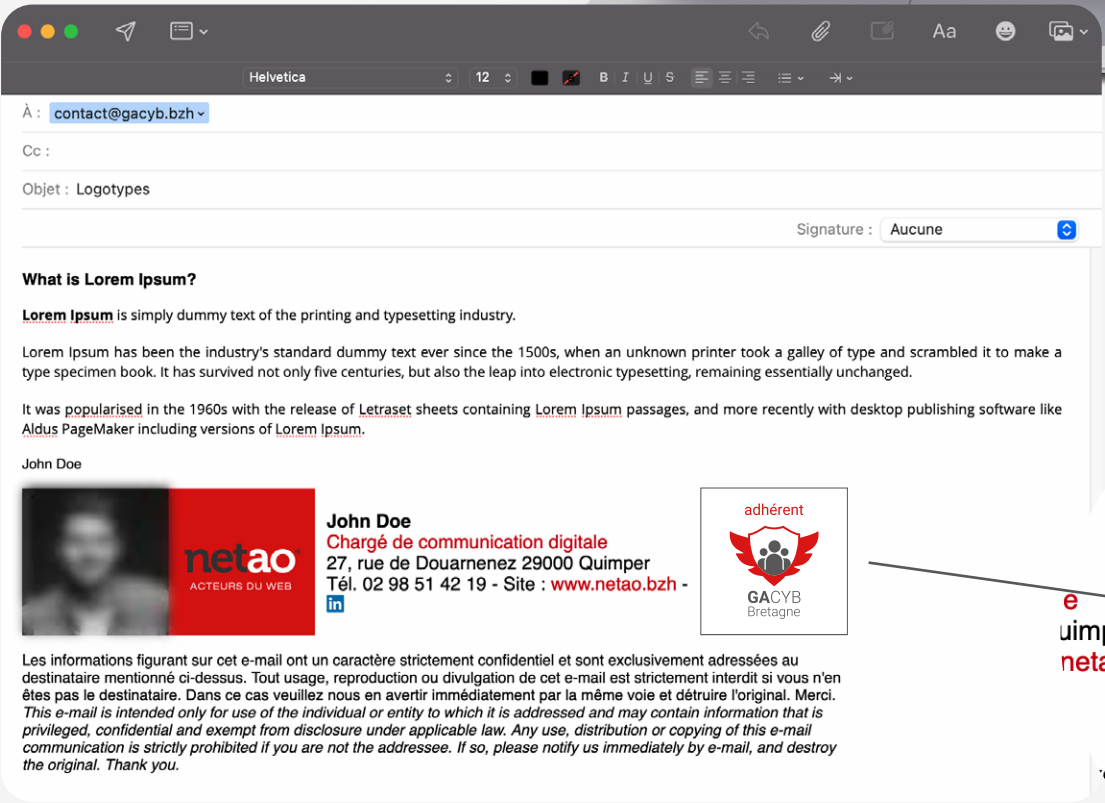 Helvetica
12
B I U S
Aa
À : contact@gacyb.bzh
Cc :
Objet : Logotypes
Signature : Aucune
What is Lorem Ipsum?
Lorem Ipsum is simply dummy text of the printing and typesetting industry.
Lorem Ipsum has been the industry's standard dummy text ever since the 1500s, when an unknown printer took a galley of type and scrambled it to make a
type specimen book. It has survived not only five centuries, but also the leap into electronic typesetting, remaining essentially unchanged.
It was popularised in the 1960s with the release of Letraset sheets containing Lorem Ipsum passages, and more recently with desktop publishing software like
Aldus PageMaker including versions of Lorem Ipsum.
John Doe
netao
ACTEURS DU WEB
John Doe
Chargé de communication digitale
27, rue de Douarnenez 29000 Quimper
Tél. 02 98 51 42 19 - Site : www.netao.bzh -
in
adhérent
GACYB
Bretagne
Les informations figurant sur cet e-mail ont un caractère strictement confidentiel et sont exclusivement adressées au
destinataire mentionné ci-dessus. Tout usage, reproduction ou divulgation de cet e-mail est strictement interdit si vous n'en
êtes pas le destinataire. Dans ce cas veuillez nous en avertir immédiatement par la même voie et détruire l'original. Merci.
This e-mail is intended only for use of the individual or entity to which it is addressed and may contain information that is
privileged, confidential and exempt from disclosure under applicable law. Any use, distribution or copying of this e-mail
communication is strictly prohibited if you are not the addressee. If so, please notify us immediately by e-mail, and destroy
the original. Thank you.